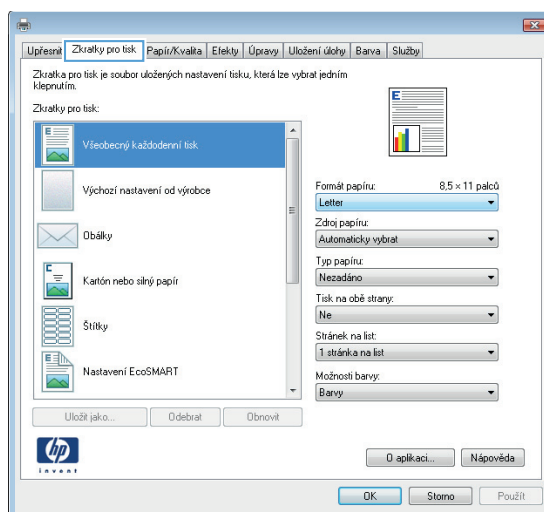 Upřesnit
Zkratky pro tisk
Papír/Kvalita
Efekty
Úpravy
Uložení úlohy
Barva
Služby
Zkratka pro tisk je soubor uložených nastavení tisku, která lze vybrat jedním
klepnutím.
Zkratky pro tisk:
Všeobecný každodenní tisk
Výchozí nastavení od výrobce
Obálky
Kartón nebo silný papír
Štítky
Nastavení EcoSMART
Uložit jako...
Odebrat
Obnovit
Formát papíru:
8,5 × 11 palců
Letter
Zdroj papíru:
Automaticky vybrat
Typ papíru:
Nezadáno
Tisk na obě strany:
Ne
Stránek na list:
1 stránka na list
Možnosti barvy:
Barvy
hp
invent
O aplikaci...
Nápověda
OK
Storno
Použít